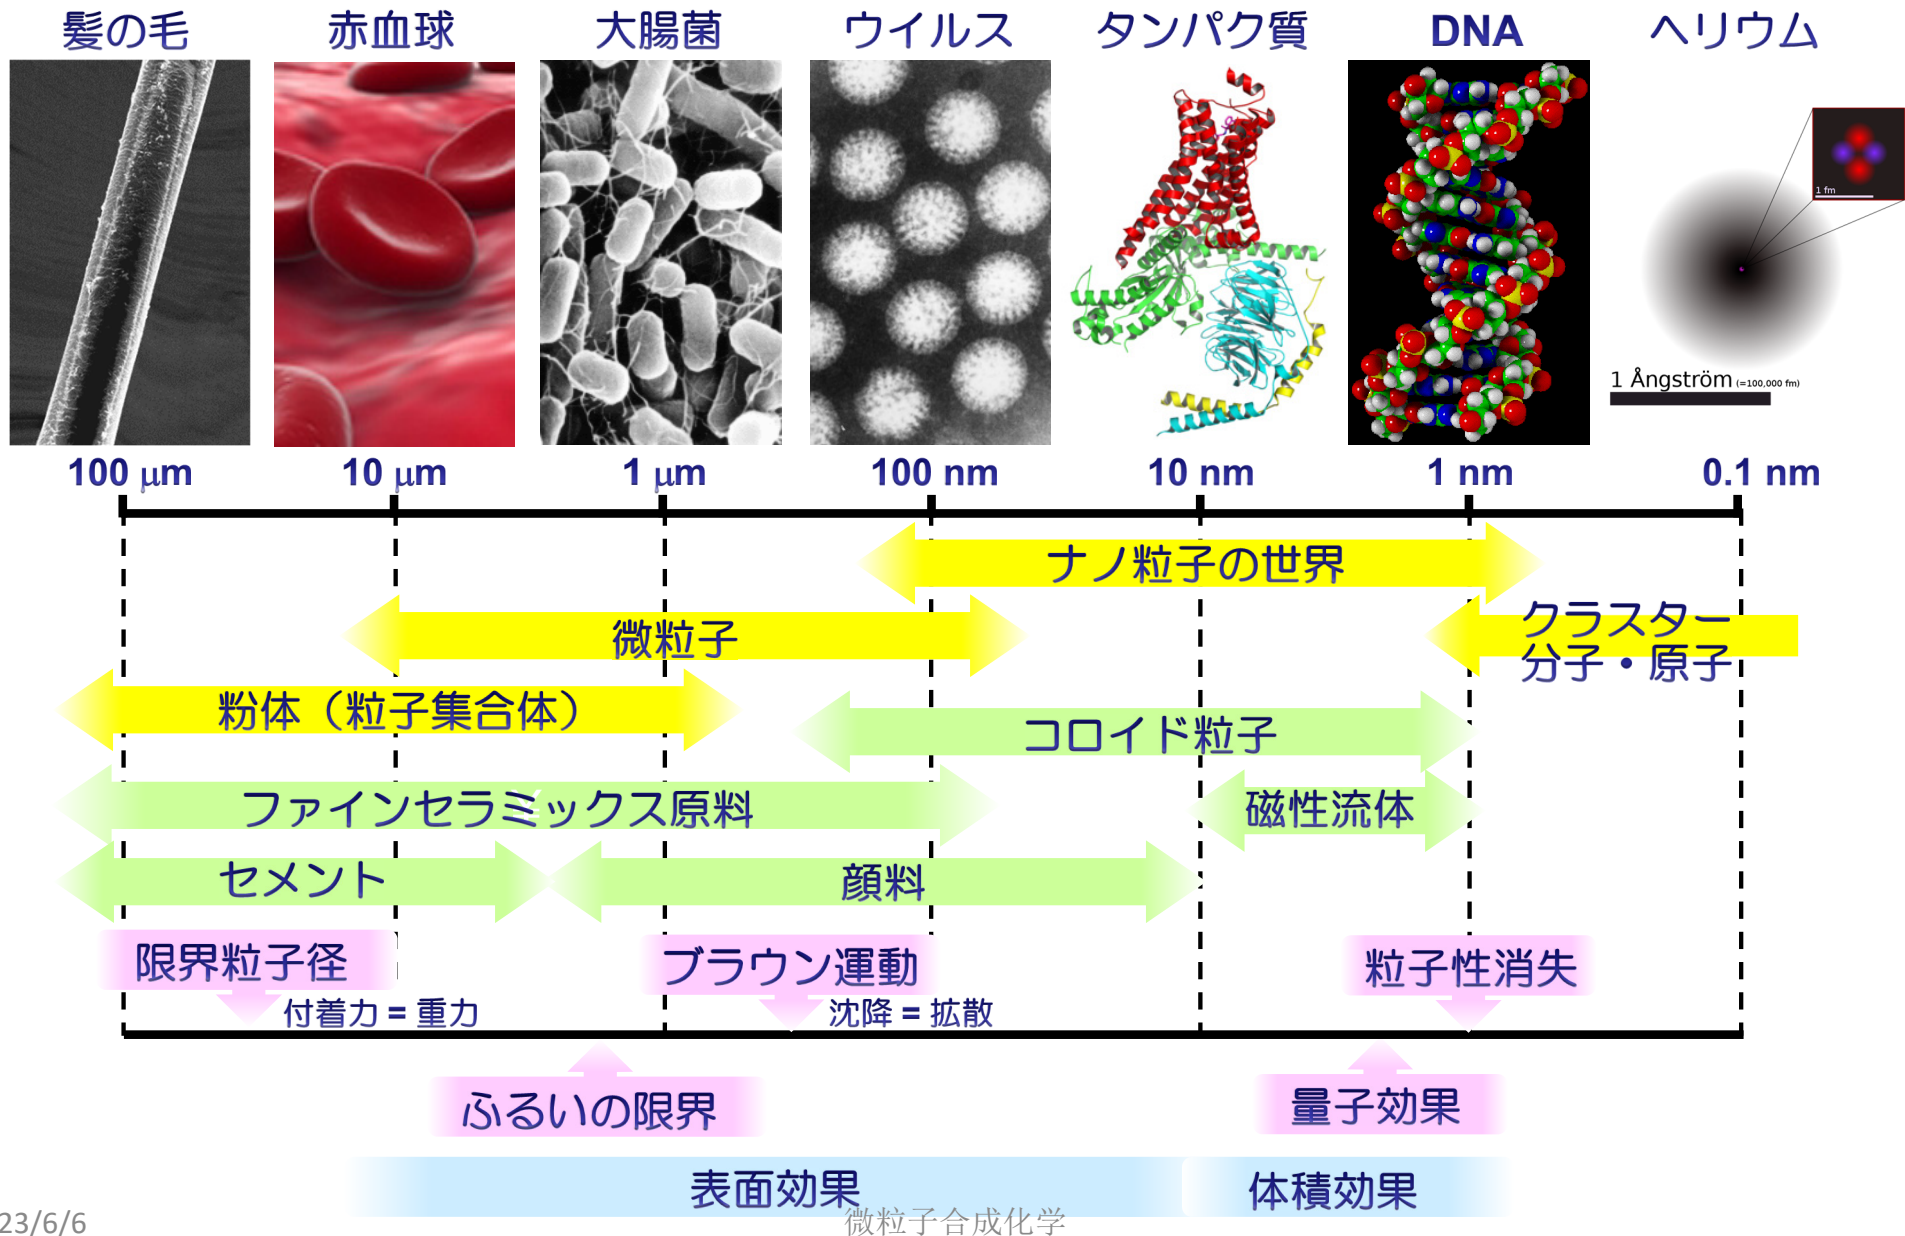 髪の毛
赤血球
大腸菌
ウイルス
タンパク質
DNA
ヘリウム
1 fm
1 Ångström (=100,000 fm)
100 μm
10 μm
1 μm
100 nm
10 nm
1 nm
0.1 nm
ナノ粒子の世界
微粒子
クラスター
分子・原子
粉体（粒子集合体）
コロイド粒子
ファインセラミックス原料
磁性流体
セメント
顔料
限界粒子径
ブラウン運動
粒子性消失
付着力 = 重力
沈降 = 拡散
ふるいの限界
量子効果
表面効果
体積効果
23/6/6
微粒子合成化学